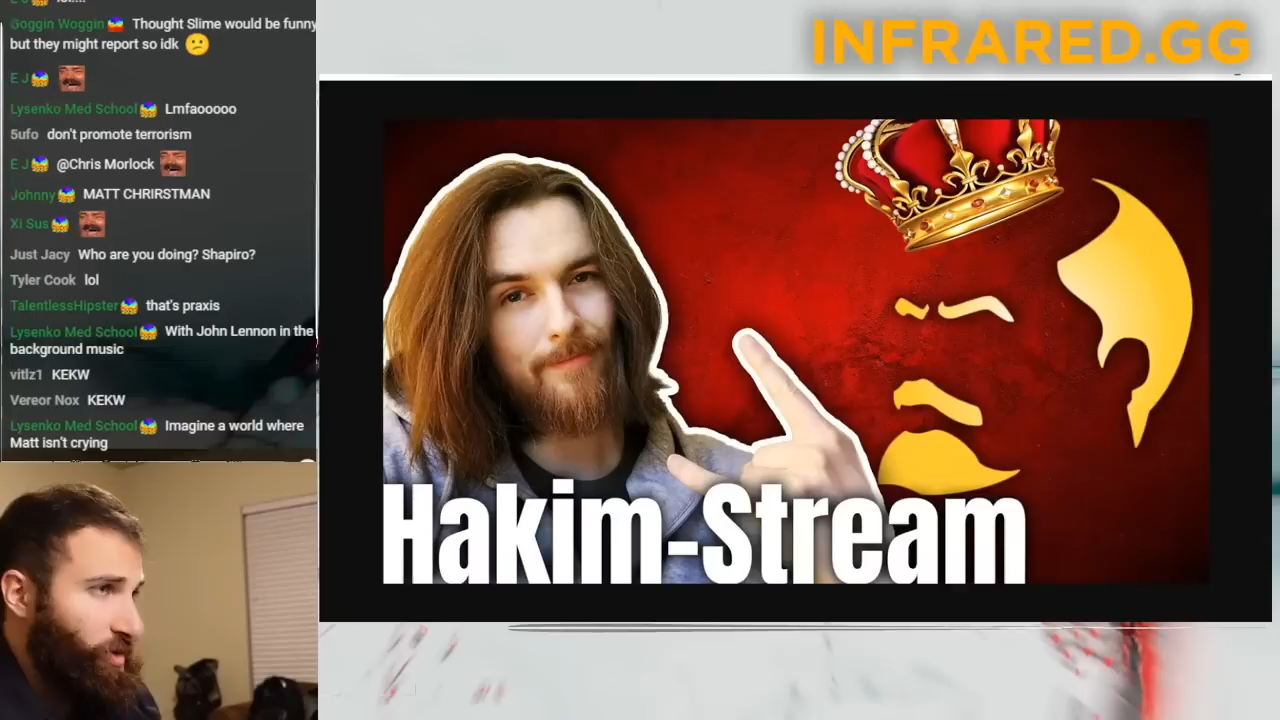 Goggin Woggin Thought Slime would be funny
but they might report so idk
E J
Lysenko Med School Lmfaooooo
5ufo don't promote terrorism
E J @Chris Morlock
Johnny MATT CHRIRSTMAN
Xi Sus
Just Jacy Who are you doing? Shapiro?
Tyler Cook lol
TalentlessHipster that's praxis
Lysenko Med School With John Lennon in the
background music
vitlz1 KEKW
Vereor Nox KEKW
Lysenko Med School Imagine a world where
Matt isn't crying
INFRARED.GG
Hakim-Stream